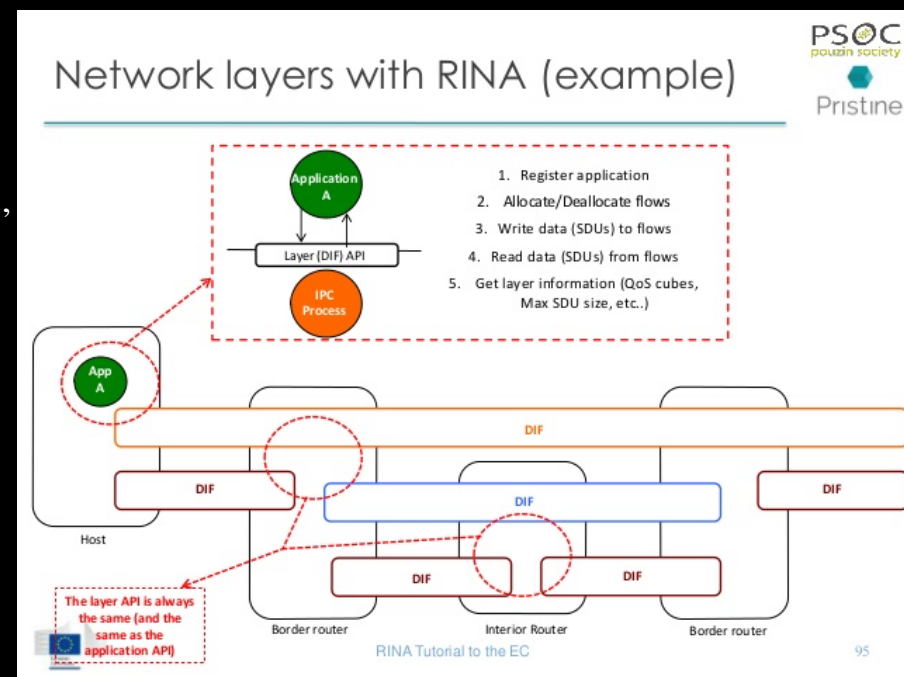 PSOC
pouzin society
Network layers with RINA (example)
Pristine
,
Application
A
Layer (DIF) API
IPC
Process
1. Register application
2. Allocate/Deallocate flows
3. Write data (SDUs) to flows
4. Read data (SDUs) from flows
5. Get layer information (QoS cubes,
Max SDU size, etc..)
App
A
DIF
DIF
DIF
DIF
Host
DIF
DIF
The layer API is always
the same (and the
same as the
application API)
Border router
Interior Router
Border router
RINA Tutorial to the EC
95